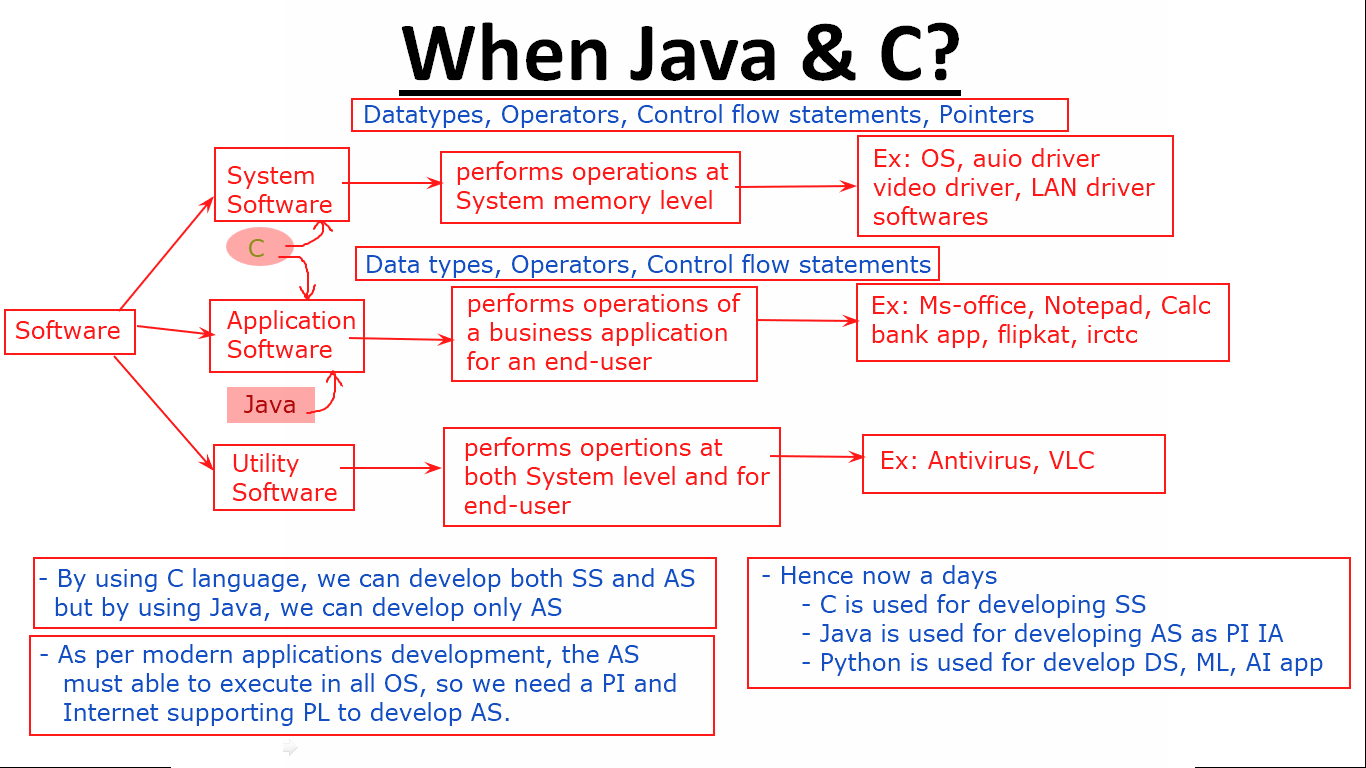 When Java & C?
Datatypes, Operators, Control flow statements, Pointers
System
Software
performs operations at
System memory level
Ex: OS, auio driver
video driver, LAN driver
softwares
C
Data types, Operators, Control flow statements
Software
Application
Software
performs operations of
a business application
for an end-user
Ex: Ms-office, Notepad, Calc
bank app, flipkat, irctc
Java
Utility
Software
performs opertions at
both System level and for
end-user
Ex: Antivirus, VLC
- By using C language, we can develop both SS and AS
but by using Java, we can develop only AS
- As per modern applications development, the AS
must able to execute in all OS, so we need a PI and
Internet supporting PL to develop AS.
- Hence now a days
- C is used for developing SS
- Java is used for developing AS as PI IA
- Python is used for develop DS, ML, AI app